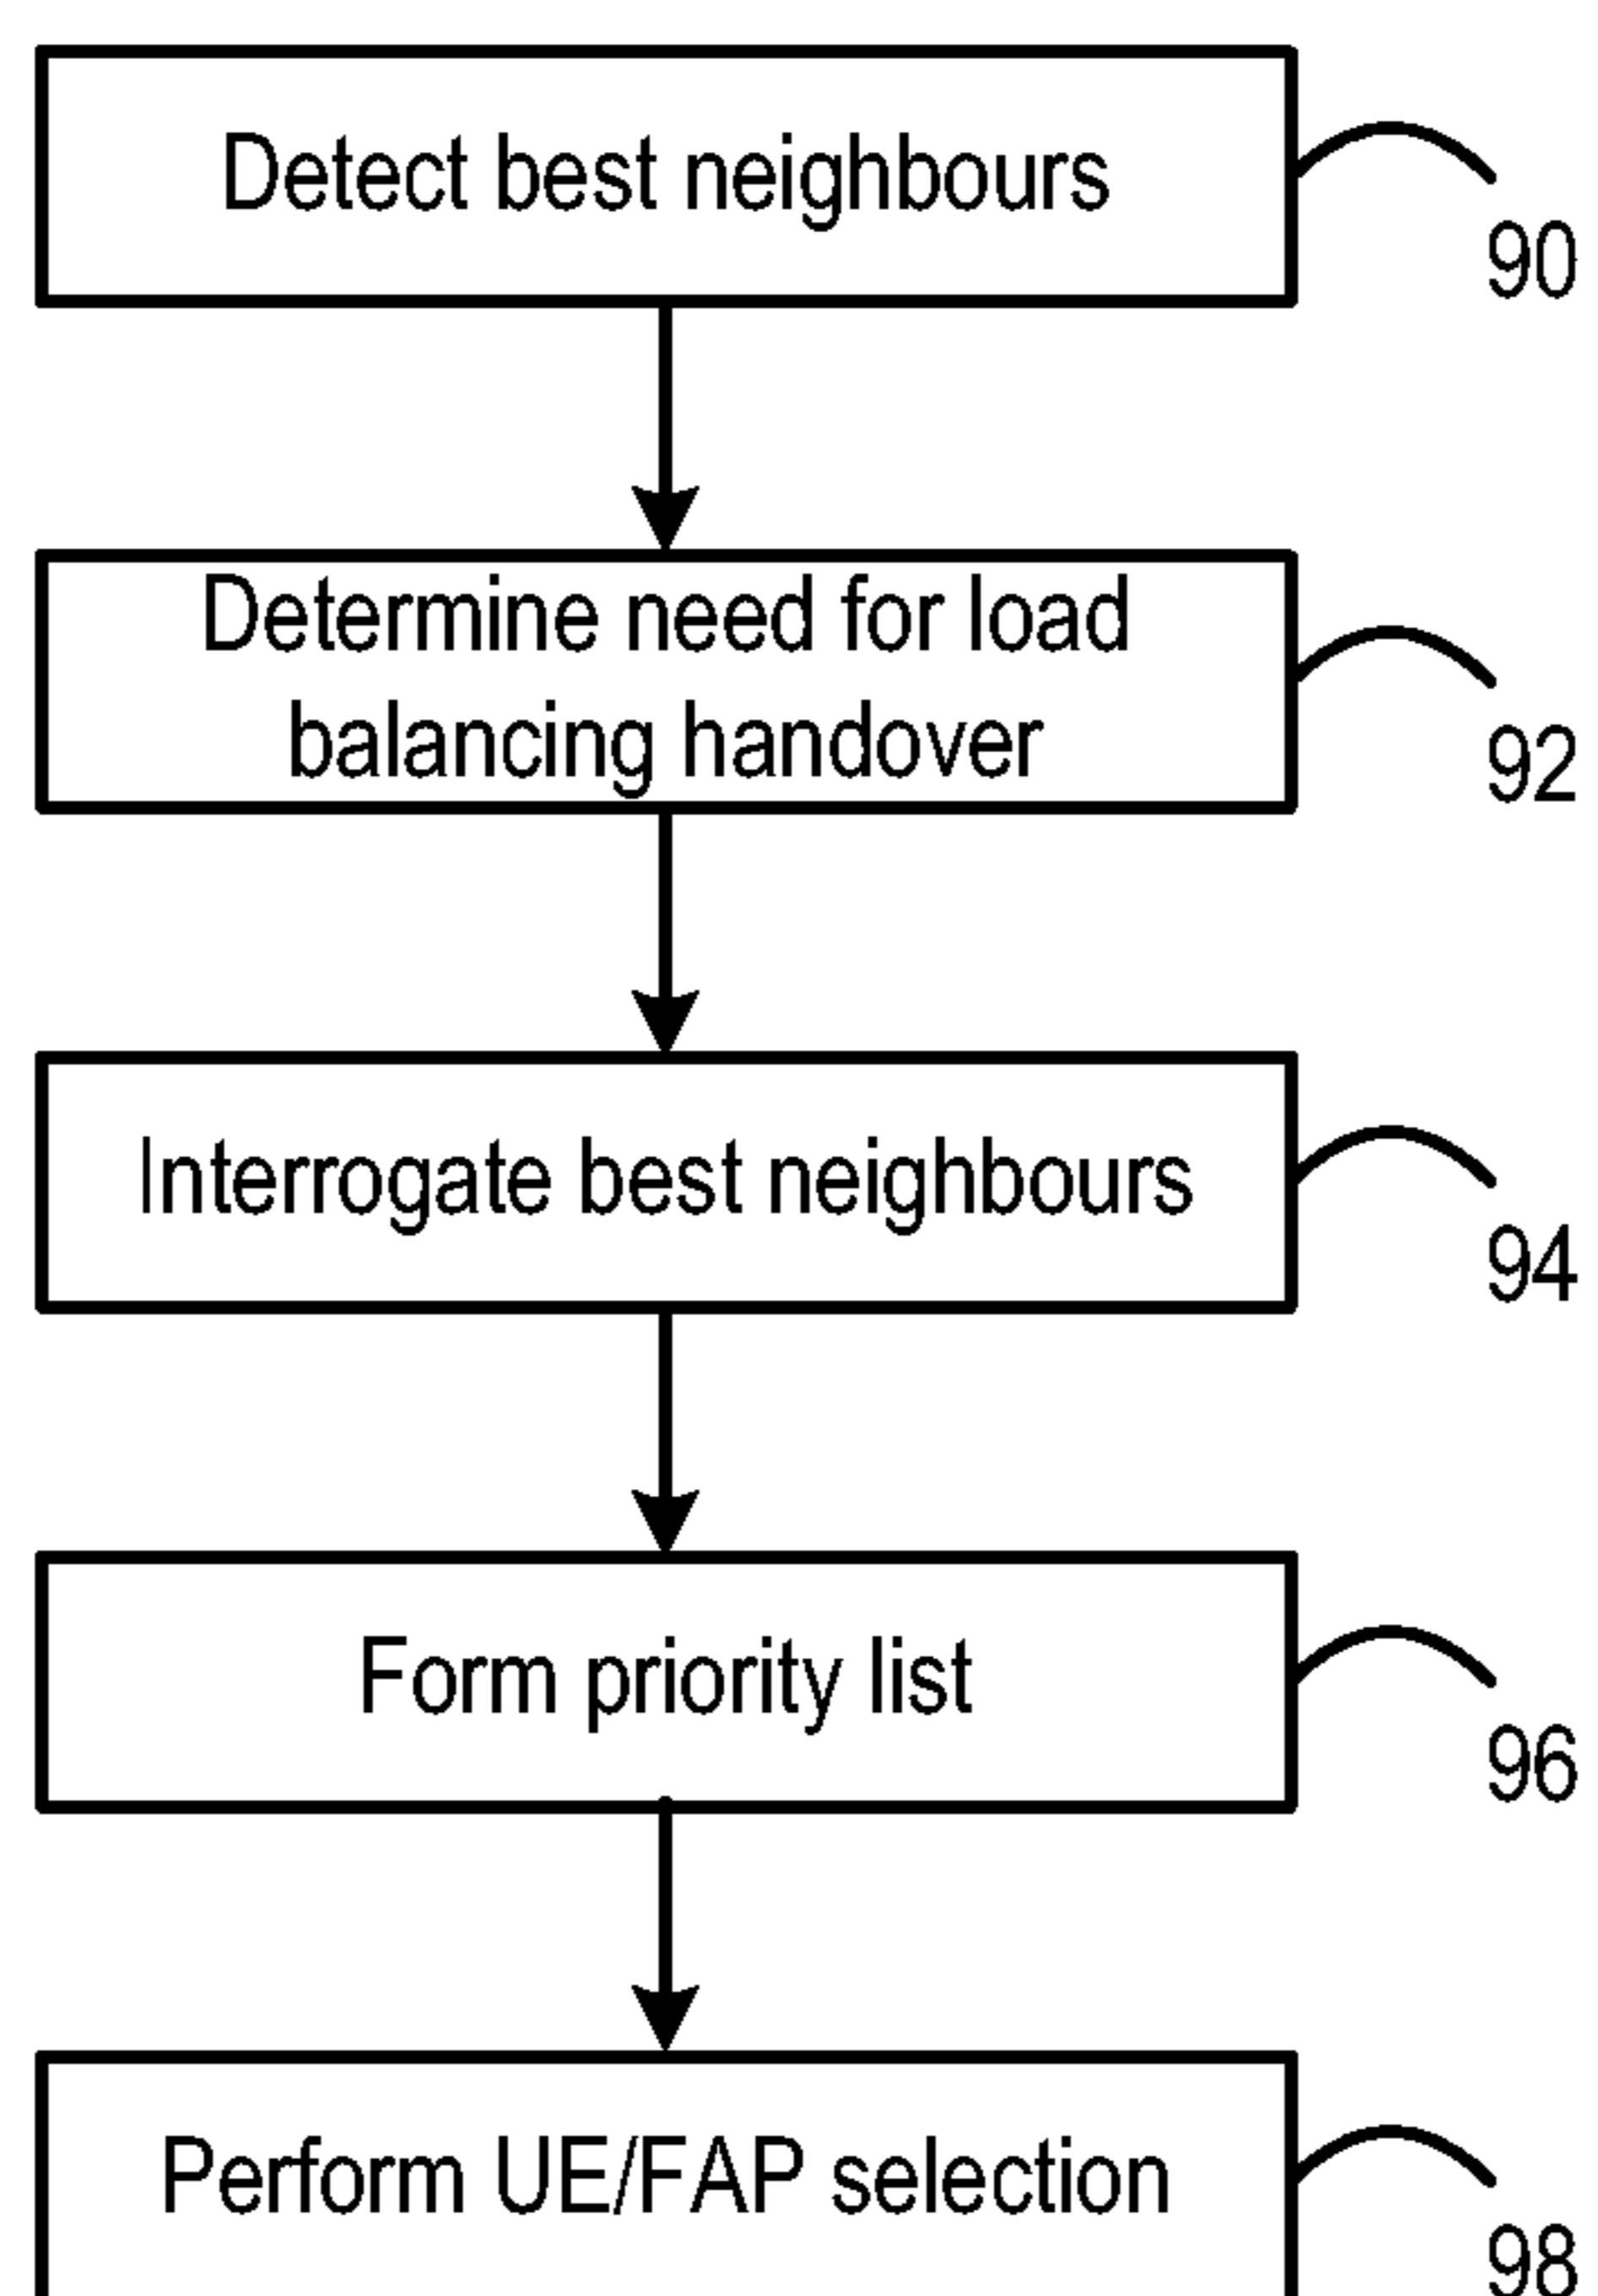 Detect best neighbours
90
Determine need for load
balancing handover
92
Interrogate best neighbours
94
Form priority list
96
Perform UE/FAP selection
98